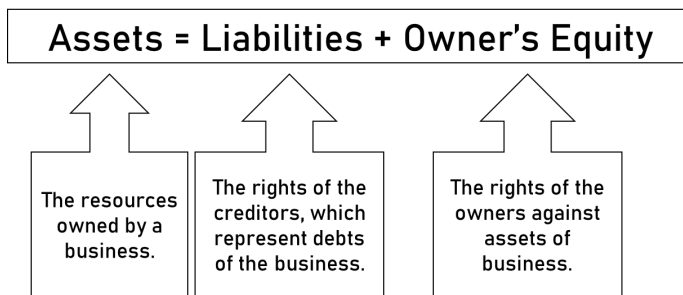 Assets = Liabilities + Owner's Equity
The resources
owned by a
business.
The rights of the
creditors, which
represent debts
of the business.
The rights of the
owners against
assets of
business.